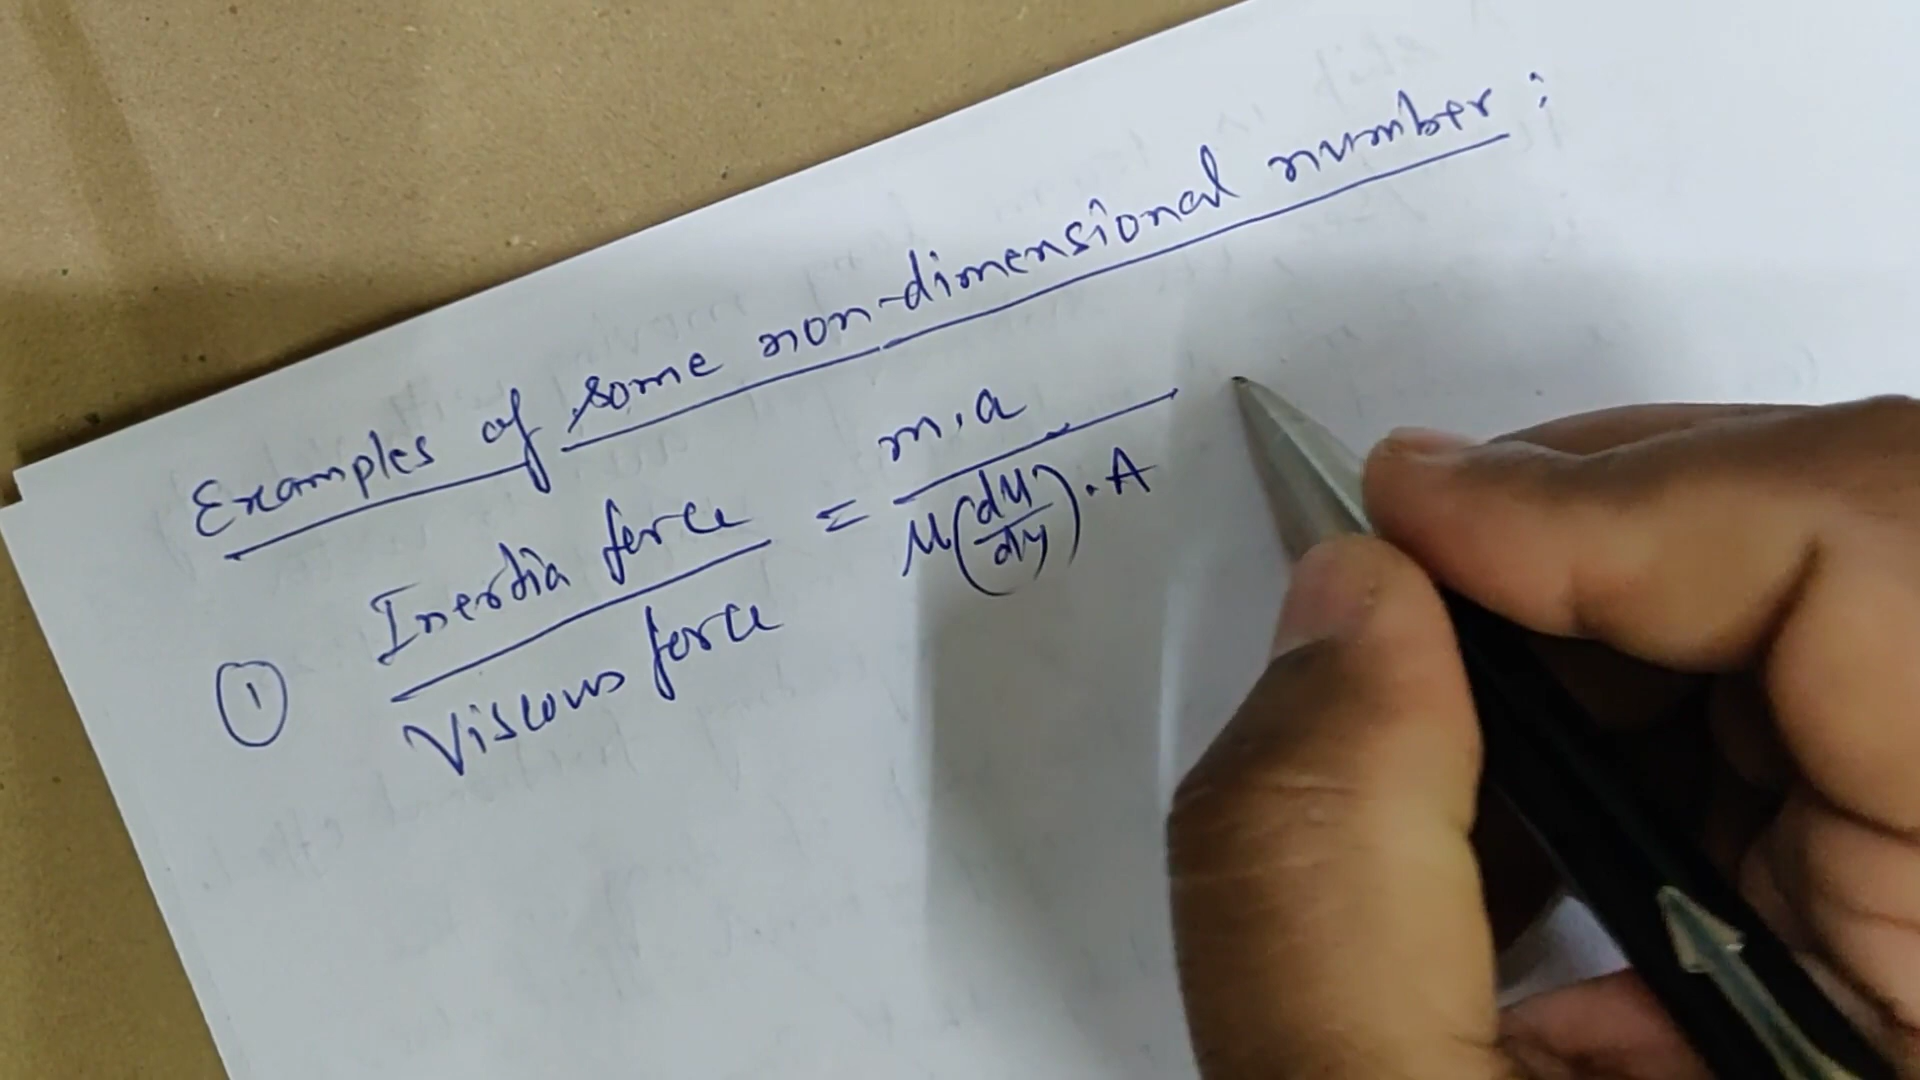 Examples of some non-dimensional number :
① Inertia force / Viscous force = m.a / μ(du/dy).A